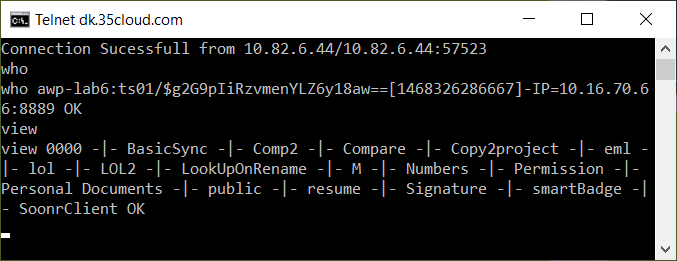 Telnet dk.35cloud.com
Connection Sucessfull from 10.82.6.44/10.82.6.44:57523
who
who awp-lab6:ts01/$g2G9pIiRzvmenYLZ6y18aw==[1468326286667]-IP=10.16.70.6
6:8889 OK
view
view 0000 -|- BasicSync -|- Comp2 -|- Compare -|- Copy2project -|- eml -
|- lol -|- LOL2 -|- LookUpOnRename -|- M -|- Numbers -|- Permission -|-
Personal Documents -|- public -|- resume -|- Signature -|- smartBadge -|
- SoonrClient OK